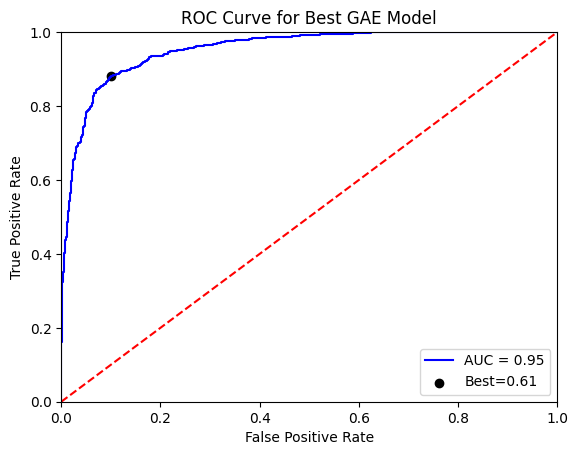 ROC Curve for Best GAE Model
1.0
0.8
0.6
0.4
0.2
0.0
True Positive Rate
AUC = 0.95
Best=0.61
0.0 0.2 0.4 0.6 0.8 1.0
False Positive Rate